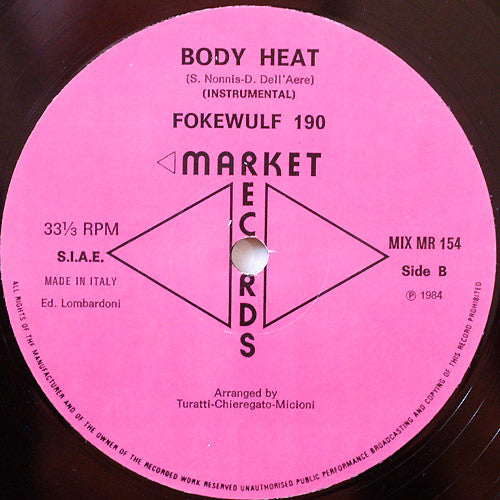 BODY HEAT
(S. Nonnis-D. Dell'Aere)
(INSTRUMENTAL)
FOKEWULF 190
MARKET
RECORDS
33⅓ RPM
S.I.A.E.
MADE IN ITALY
Ed. Lombardoni
MIX MR 154
Side B
℗ 1984
Arranged by
Turatti-Chieregato-Micioni
ALL RIGHTS OF THE MANUFACTURER AND OF THE OWNER OF THE RECORDED WORK RESERVED UNAUTHORISED PUBLIC PERFORMANCE BROADCASTING AND COPYING OF THIS RECORD PROHIBITED